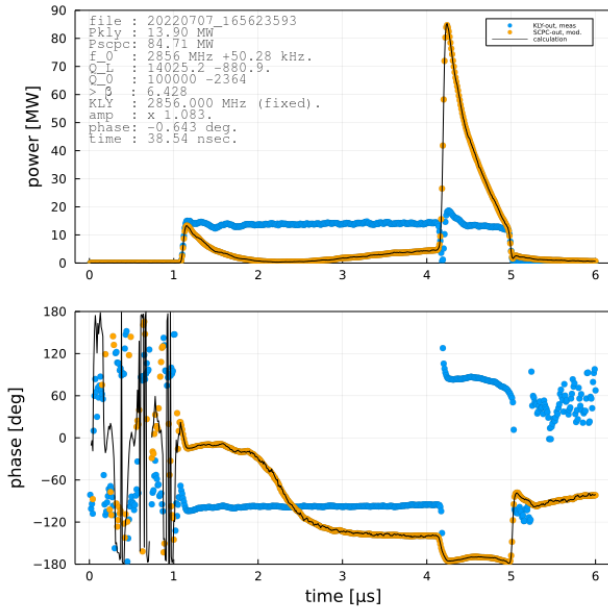 90
80
70
60
50
40
30
20
10
0
power [MW]
file : 20220707_165623593
Pkly : 13.90 MW
Pscpc: 84.71 MW
f_0 : 2856 MHz +50.28 kHz.
Q_L : 14025.2 -880.9.
Q_0 : 100000 -2364
> β : 6.428
KLY : 2856.000 MHz (fixed).
amp : x 1.083.
phase: -0.643 deg.
time : 38.54 nsec.
KLY-out, meas
SCPC-out, mod.
calculation
0 1 2 3 4 5 6
180
120
60
0
-60
-120
-180
phase [deg]
0 1 2 3 4 5 6
time [μs]